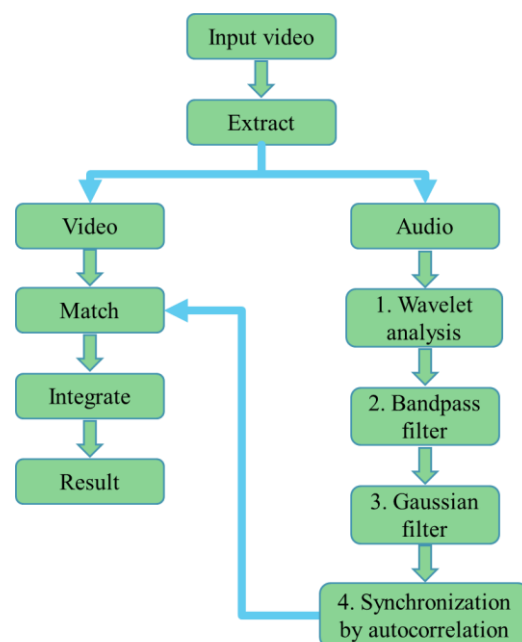 Input video
Extract
Video
Audio
Match
1. Wavelet
analysis
Integrate
2. Bandpass
filter
Result
3. Gaussian
filter
4. Synchronization
by autocorrelation